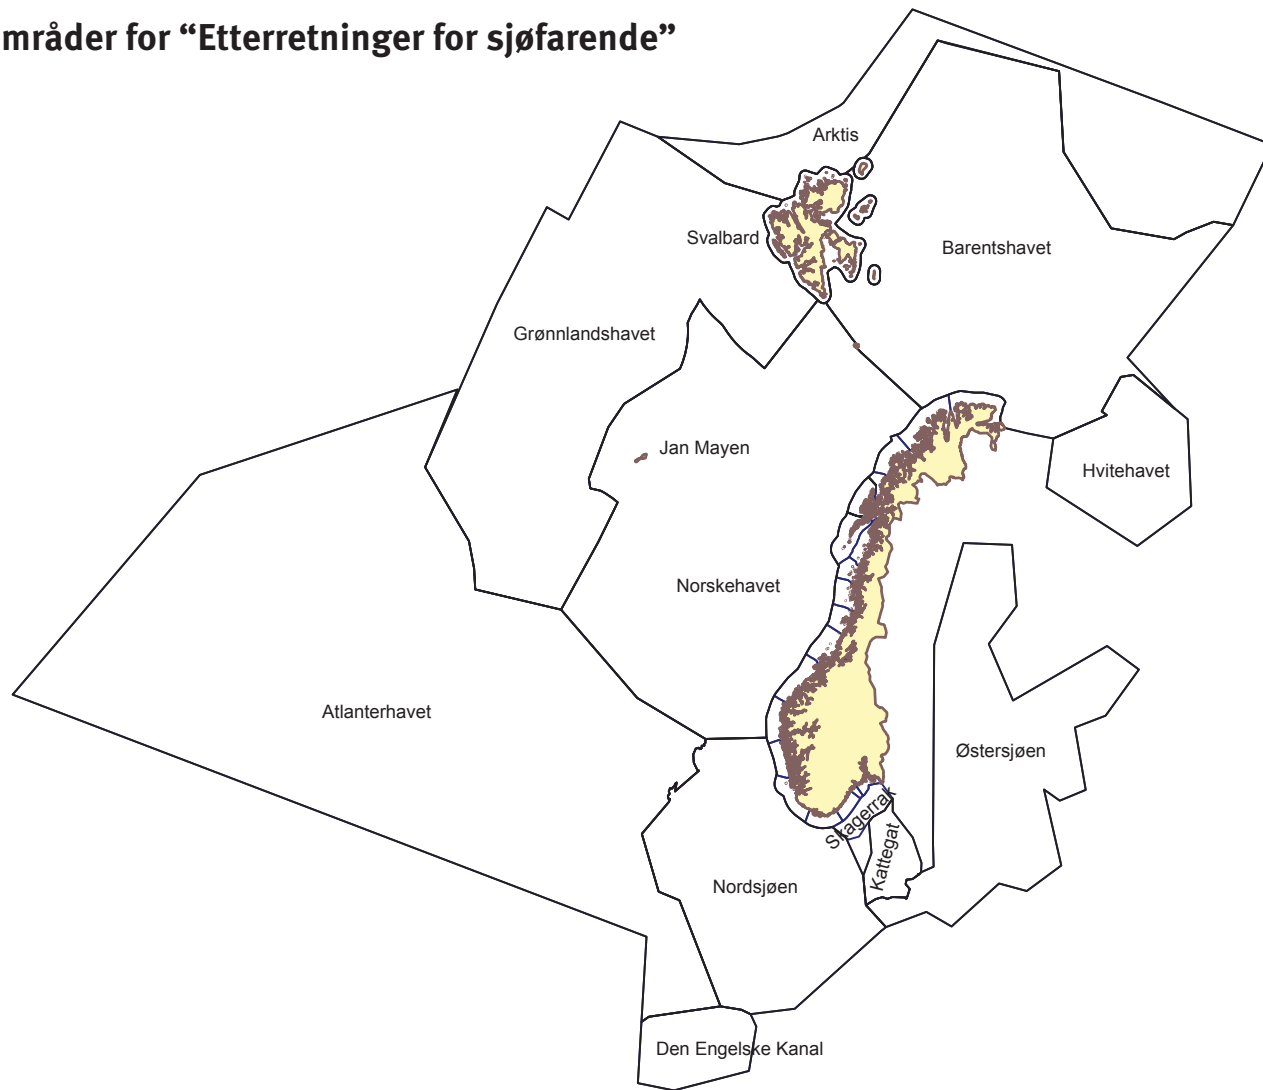 mråder for “Etterretninger for sjøfarende”
Arktis
Svalbard
Barentshavet
Grønnlandshavet
Jan Mayen
Hvitehavet
Norskehavet
Atlanterhavet
Østersjøen
Skagerrak
Kattegat
Nordsjøen
Den Engelske Kanal